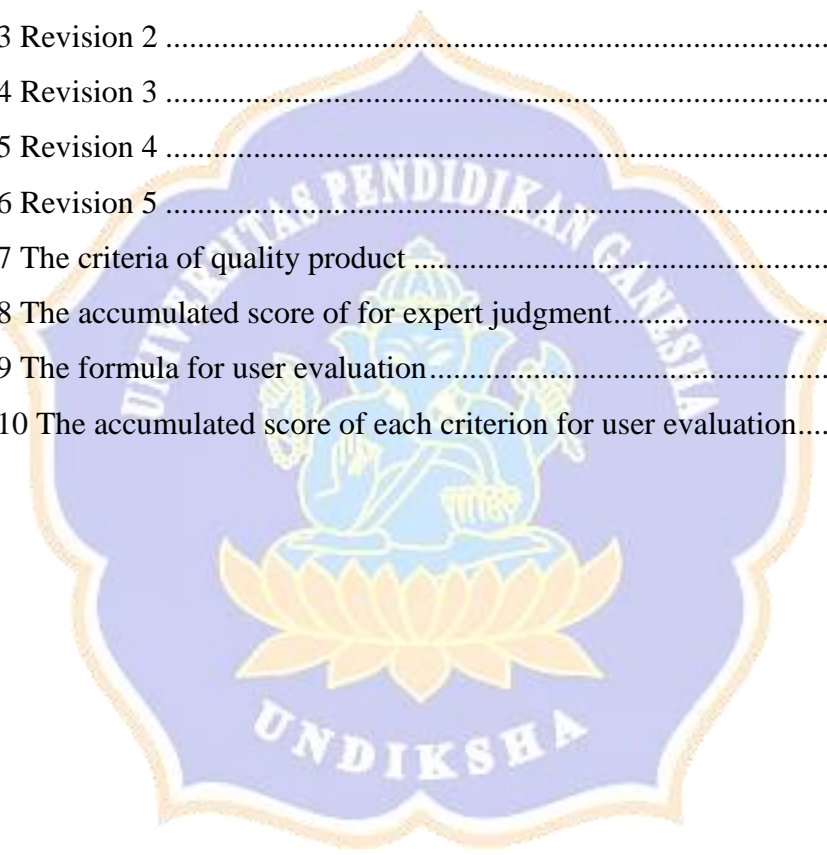 3 Revision 2 ....................................................................................
4 Revision 3 ....................................................................................
5 Revision 4 ....................................................................................
6 Revision 5 ....................................................................................
7 The criteria of quality product .....................................................
8 The accumulated score of for expert judgment...........................
9 The formula for user evaluation...................................................
10 The accumulated score of each criterion for user evaluation....
UNIVERSITAS PENDIDIKAN GANESHA
UNDIKSHA